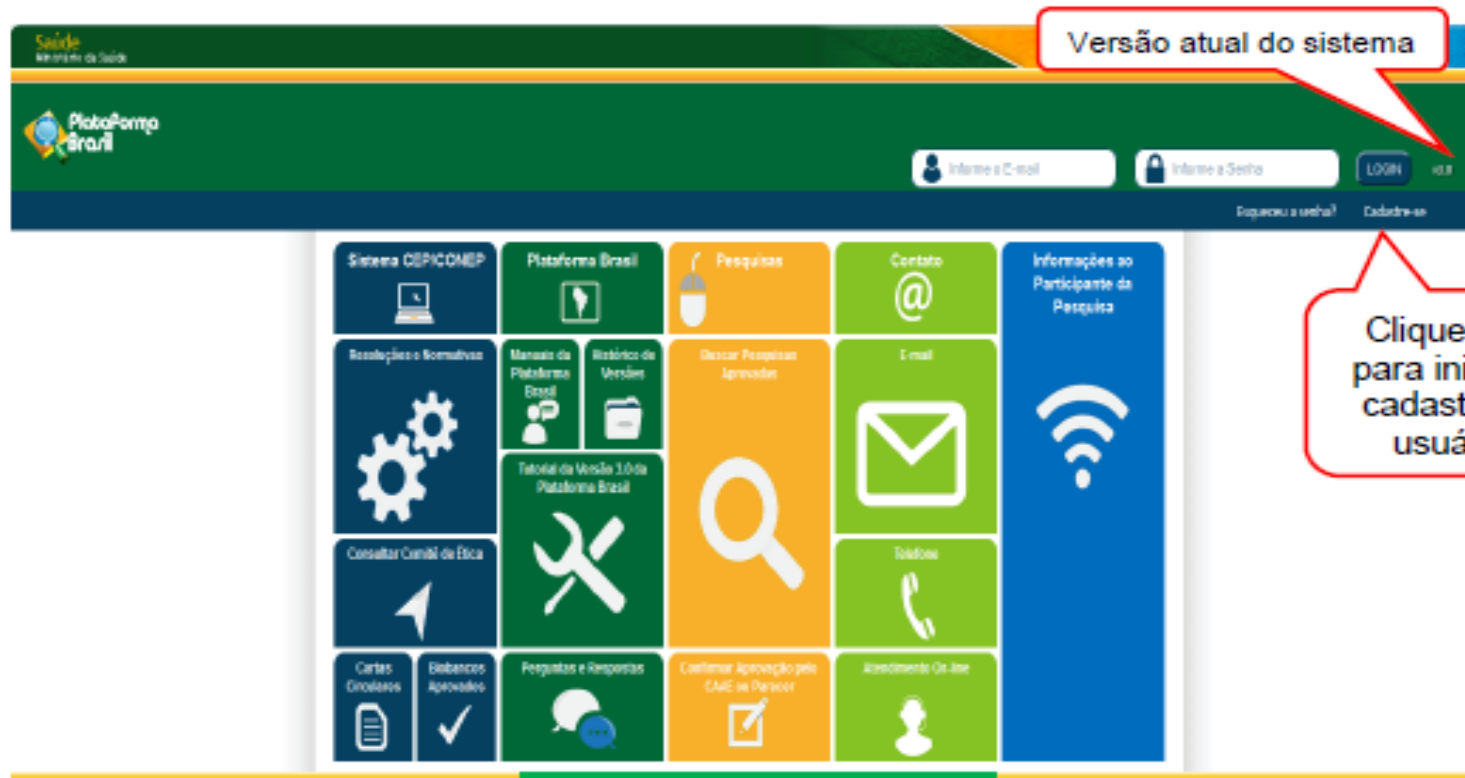 Saúde
Ministério da Saúde
Versão atual do sistema
Plataforma
Brasil
Informe o E-mail
Informe a Senha
LOGIN
Esqueceu a senha?
Cadastre-se
Sistema CEP/CONEP
Plataforma Brasil
Pesquisas
Contato
Informações ao
Participante da
Pesquisa
Clique
para ini
cadast
usuá
Resoluções e Normativas
Manuais da
Plataforma
Brasil
Histórico de
Versões
Buscar Pesquisas
Aprovadas
E-mail
Tutorial da Versão 3.0 da
Plataforma Brasil
Consultar Comitê de Ética
Telefone
Cartas
Circulares
Biobancos
Aprovados
Perguntas e Respostas
Confirmar Aprovação pelo
CAAE ou Parecer
Atendimento On-line